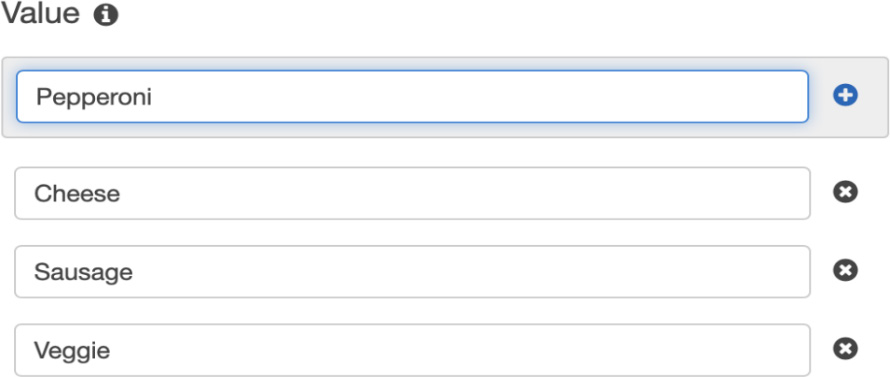 Value
Pepperoni
Cheese
Sausage
Veggie